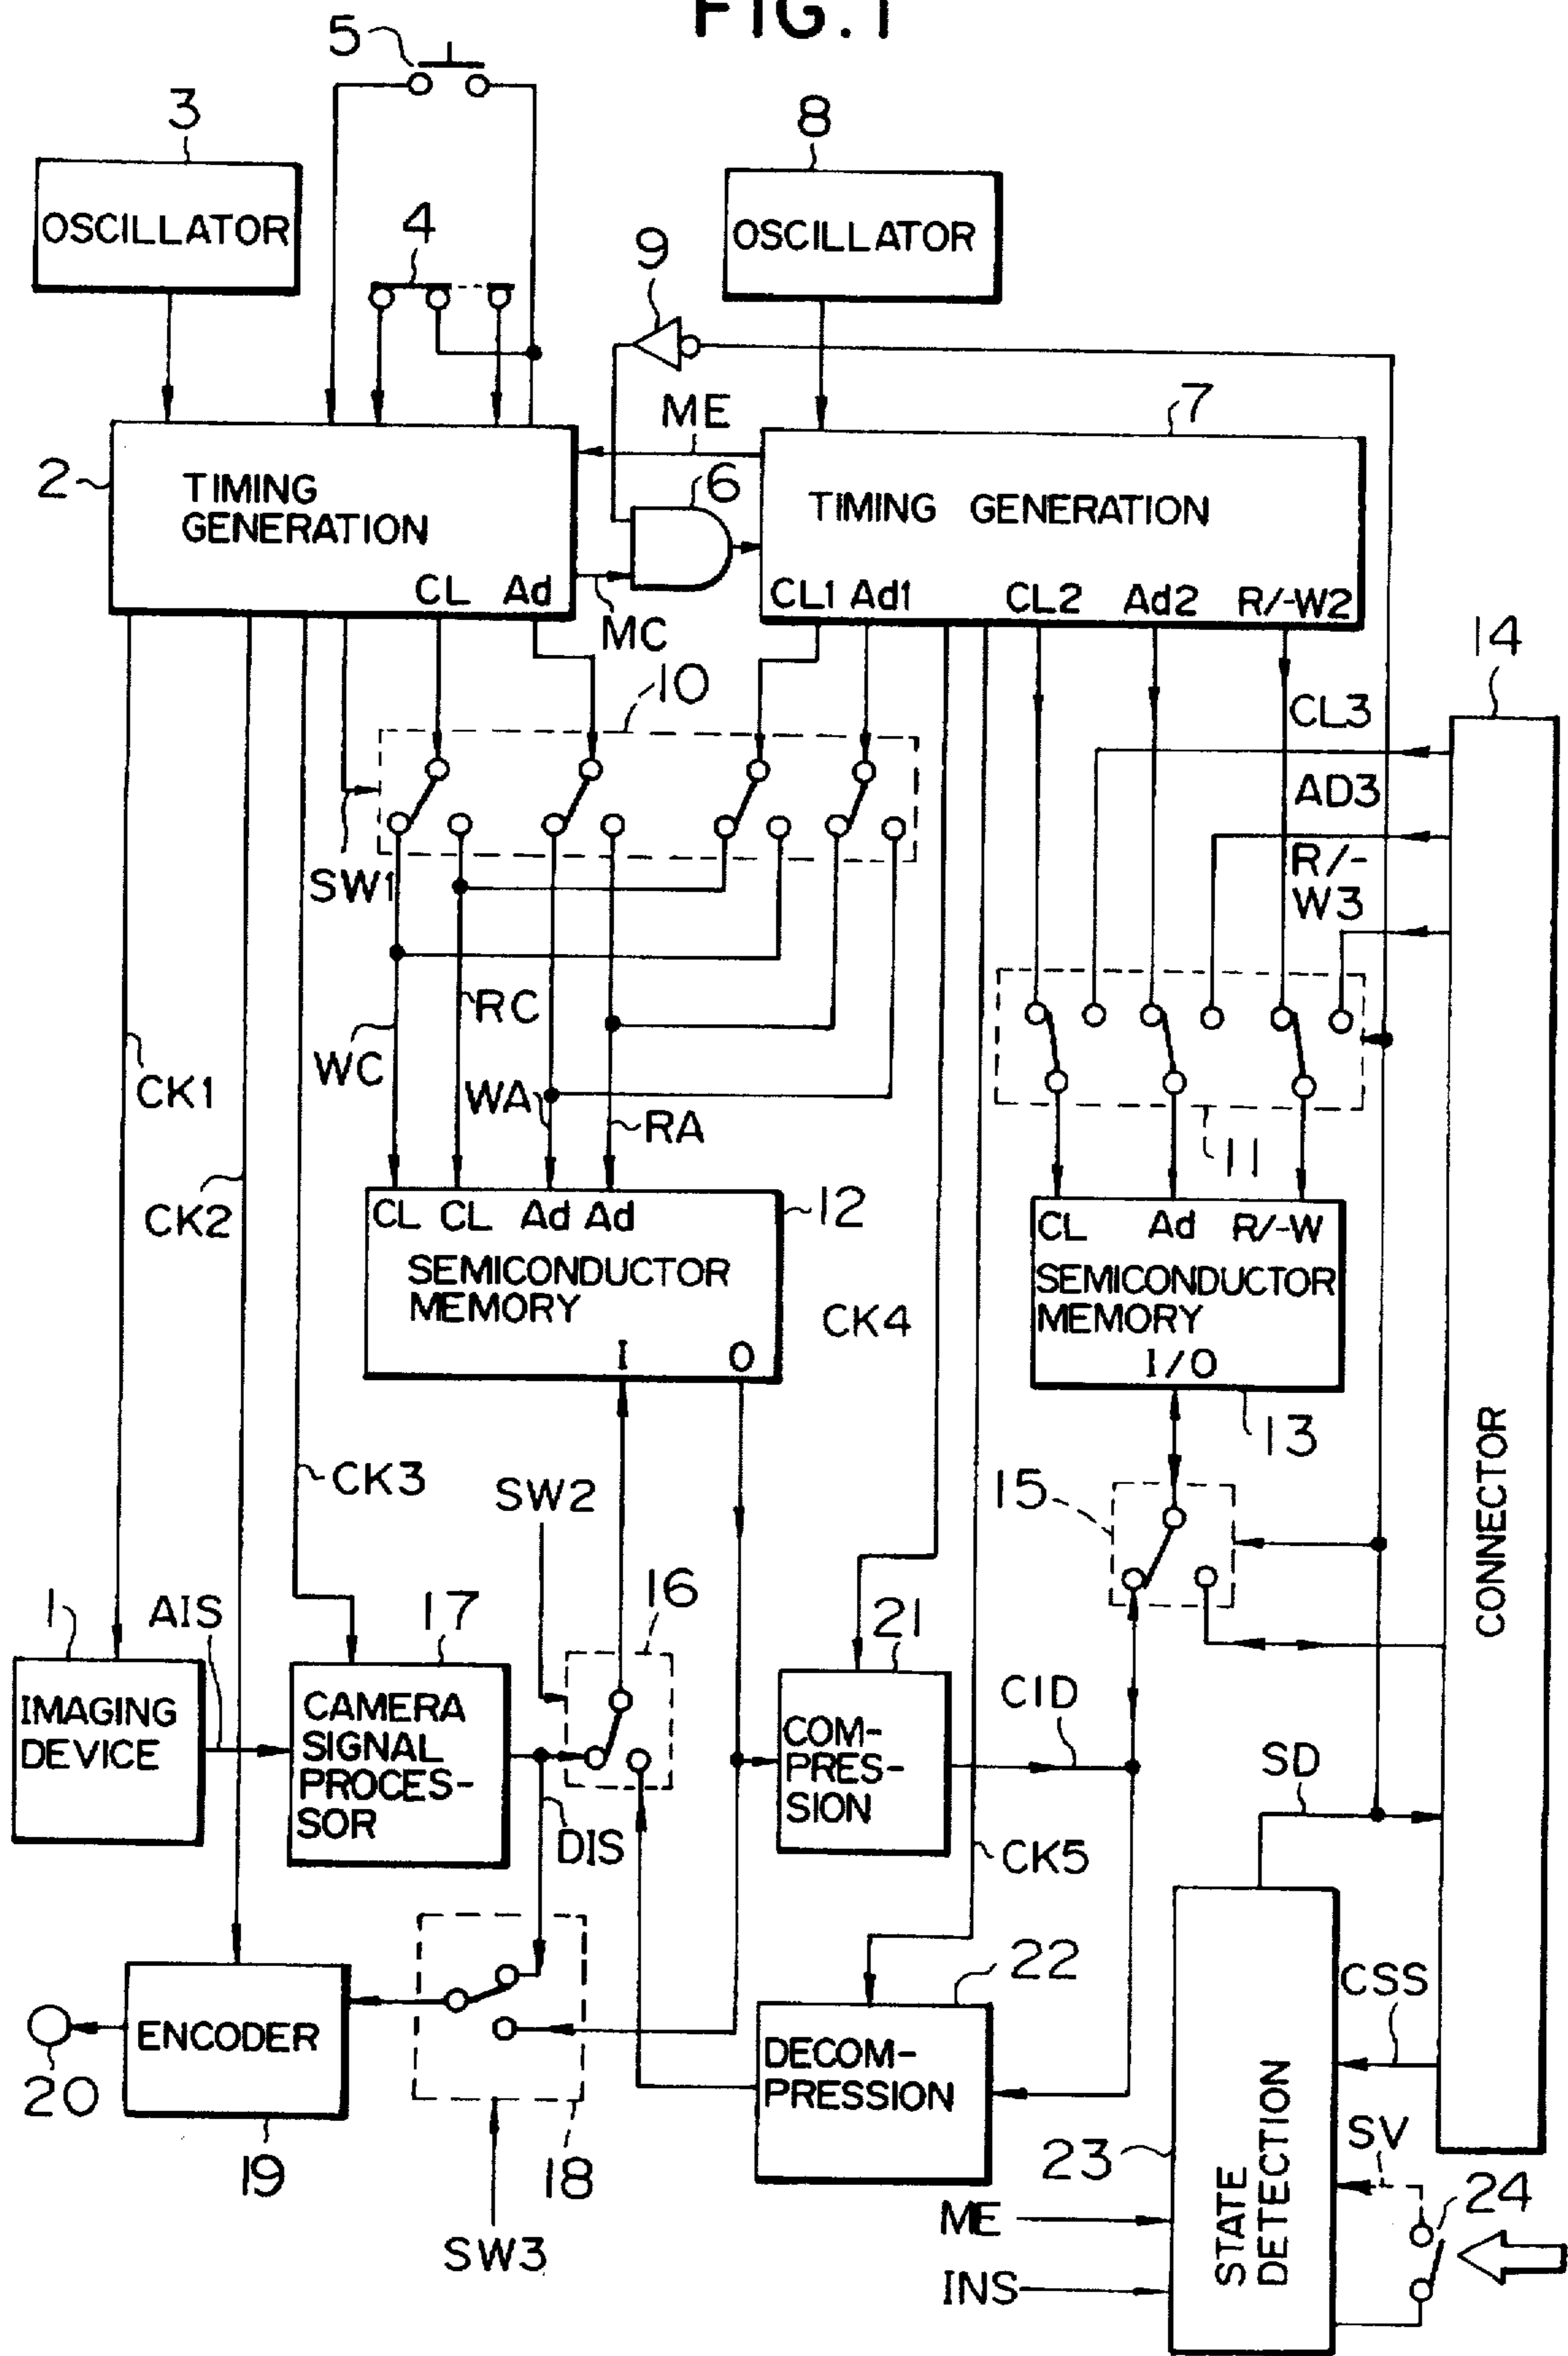 FIG. 1
5
3
8
OSCILLATOR
4
9
OSCILLATOR
ME
7
2
TIMING
GENERATION
6
TIMING GENERATION
CL Ad
MC
CL1 Ad1 CL2 Ad2 R/-W2
14
10
CL3
AD3
R/-
W3
SW1
RC
WC
CK1
WA
RA
11
CK2
CL CL Ad Ad
12
SEMICONDUCTOR
MEMORY
I O
CL Ad R/-W
SEMICONDUCTOR
MEMORY
I/O
CK4
13
CK3
SW2
15
CONNECTOR
1
AIS
17
16
21
IMAGING
DEVICE
CAMERA
SIGNAL
PROCES-
SOR
COM-
PRES-
SION
CID
SD
DIS
CK5
22
CSS
ENCODER
DECOM-
PRESSION
20
19
18
23
STATE
DETECTION
SV
24
ME
SW3
INS